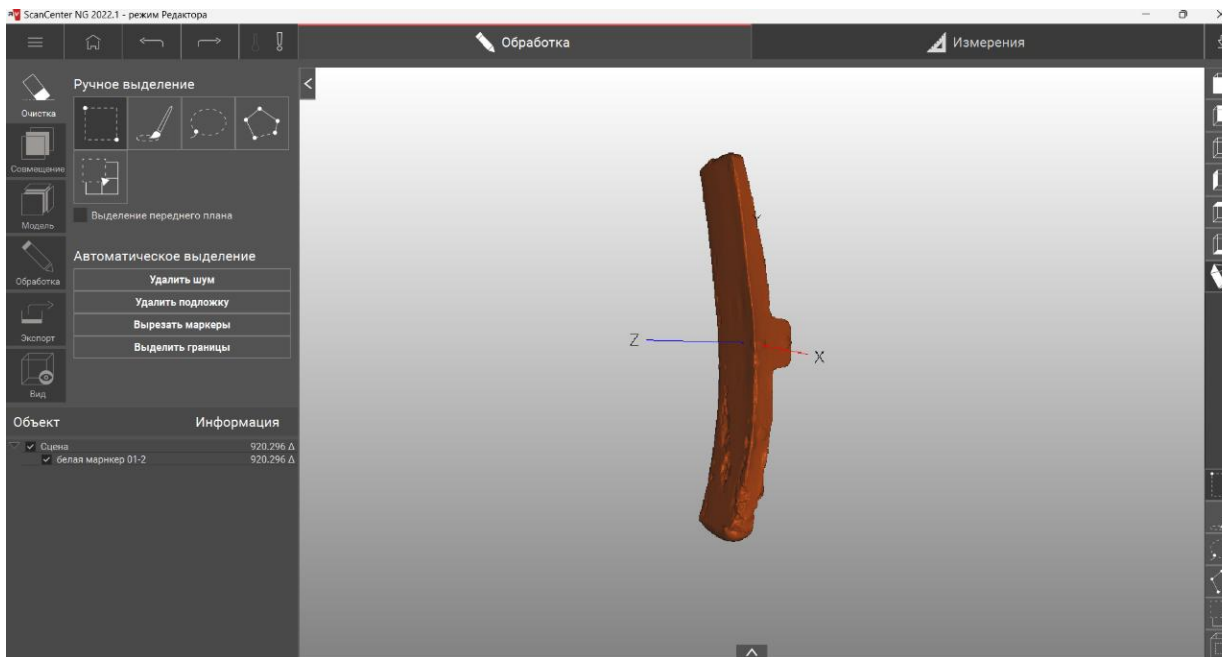 ScanCenter NG 2022.1 - режим Редактора
Обработка
Измерения
Очистка
Совмещение
Модель
Обработка
Экспорт
Вид
Ручное выделение
Выделение переднего плана
Автоматическое выделение
Удалить шум
Удалить подложку
Вырезать маркеры
Выделить границы
Объект Информация
Сцена 920.296 Δ
белая марнкер 01-2 920.296 Δ
Z
X